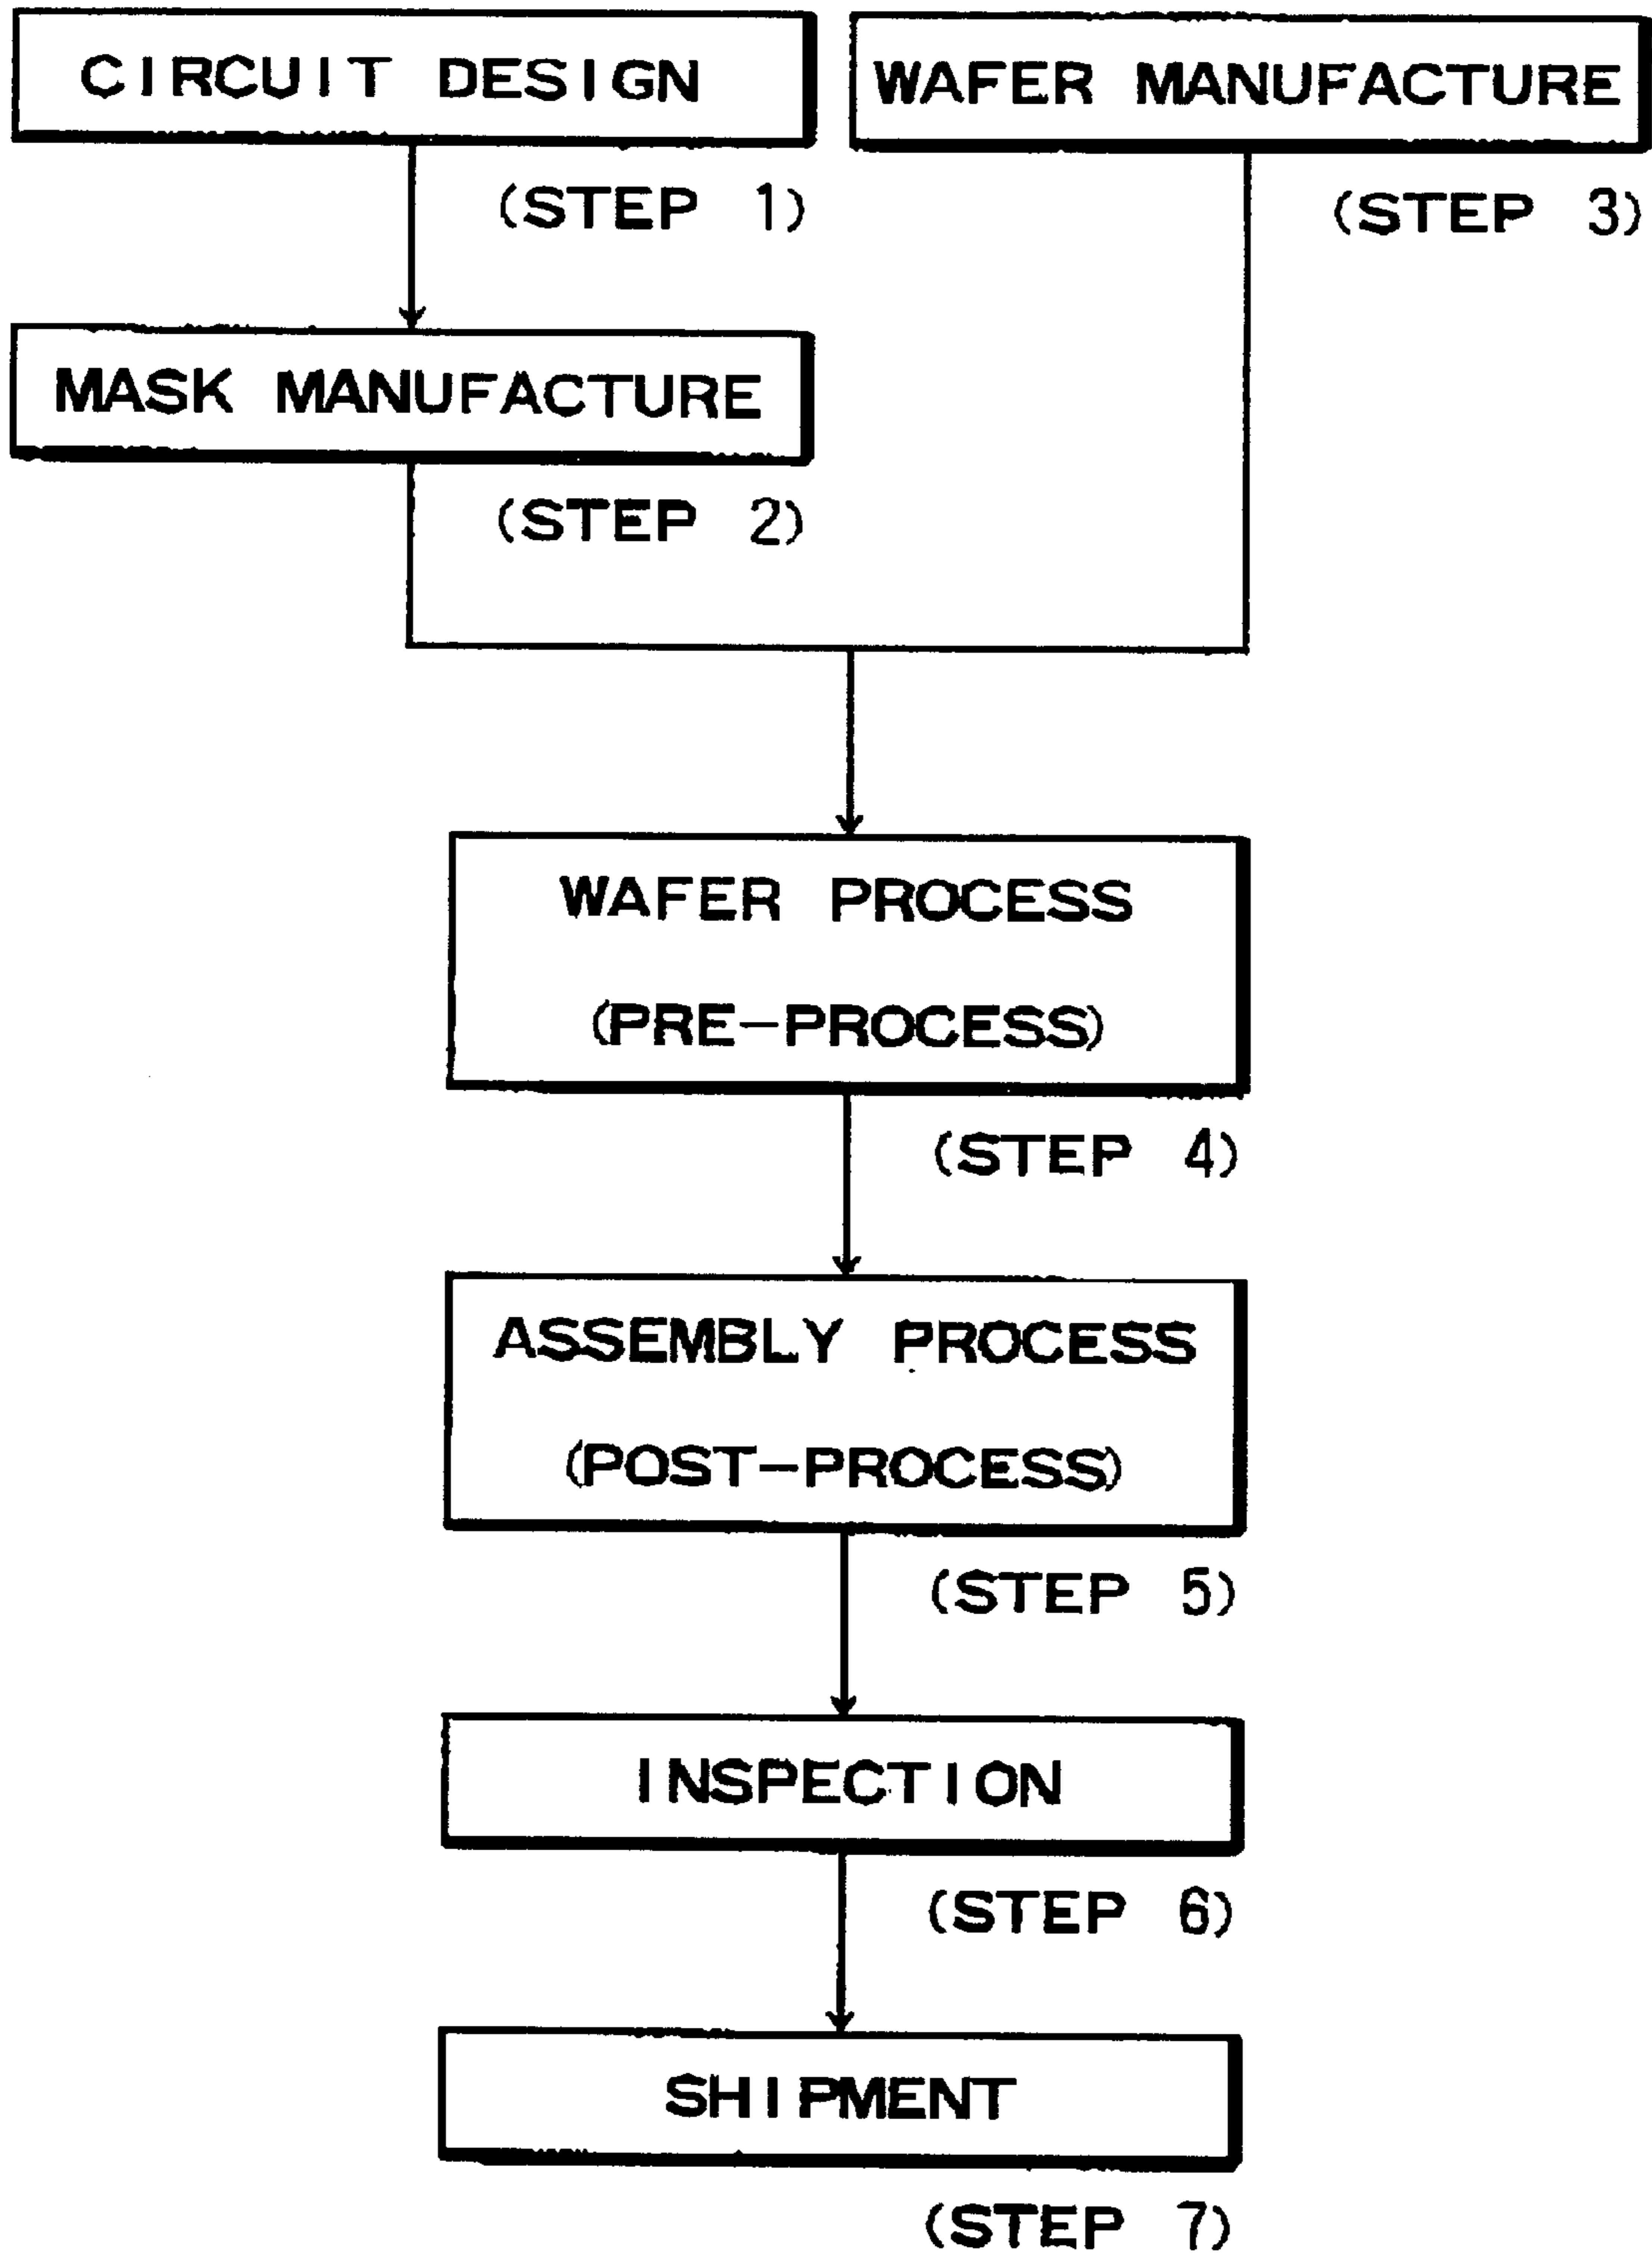 CIRCUIT DESIGN
(STEP 1)
WAFER MANUFACTURE
(STEP 3)
MASK MANUFACTURE
(STEP 2)
WAFER PROCESS
(PRE-PROCESS)
(STEP 4)
ASSEMBLY PROCESS
(POST-PROCESS)
(STEP 5)
INSPECTION
(STEP 6)
SHIPMENT
(STEP 7)